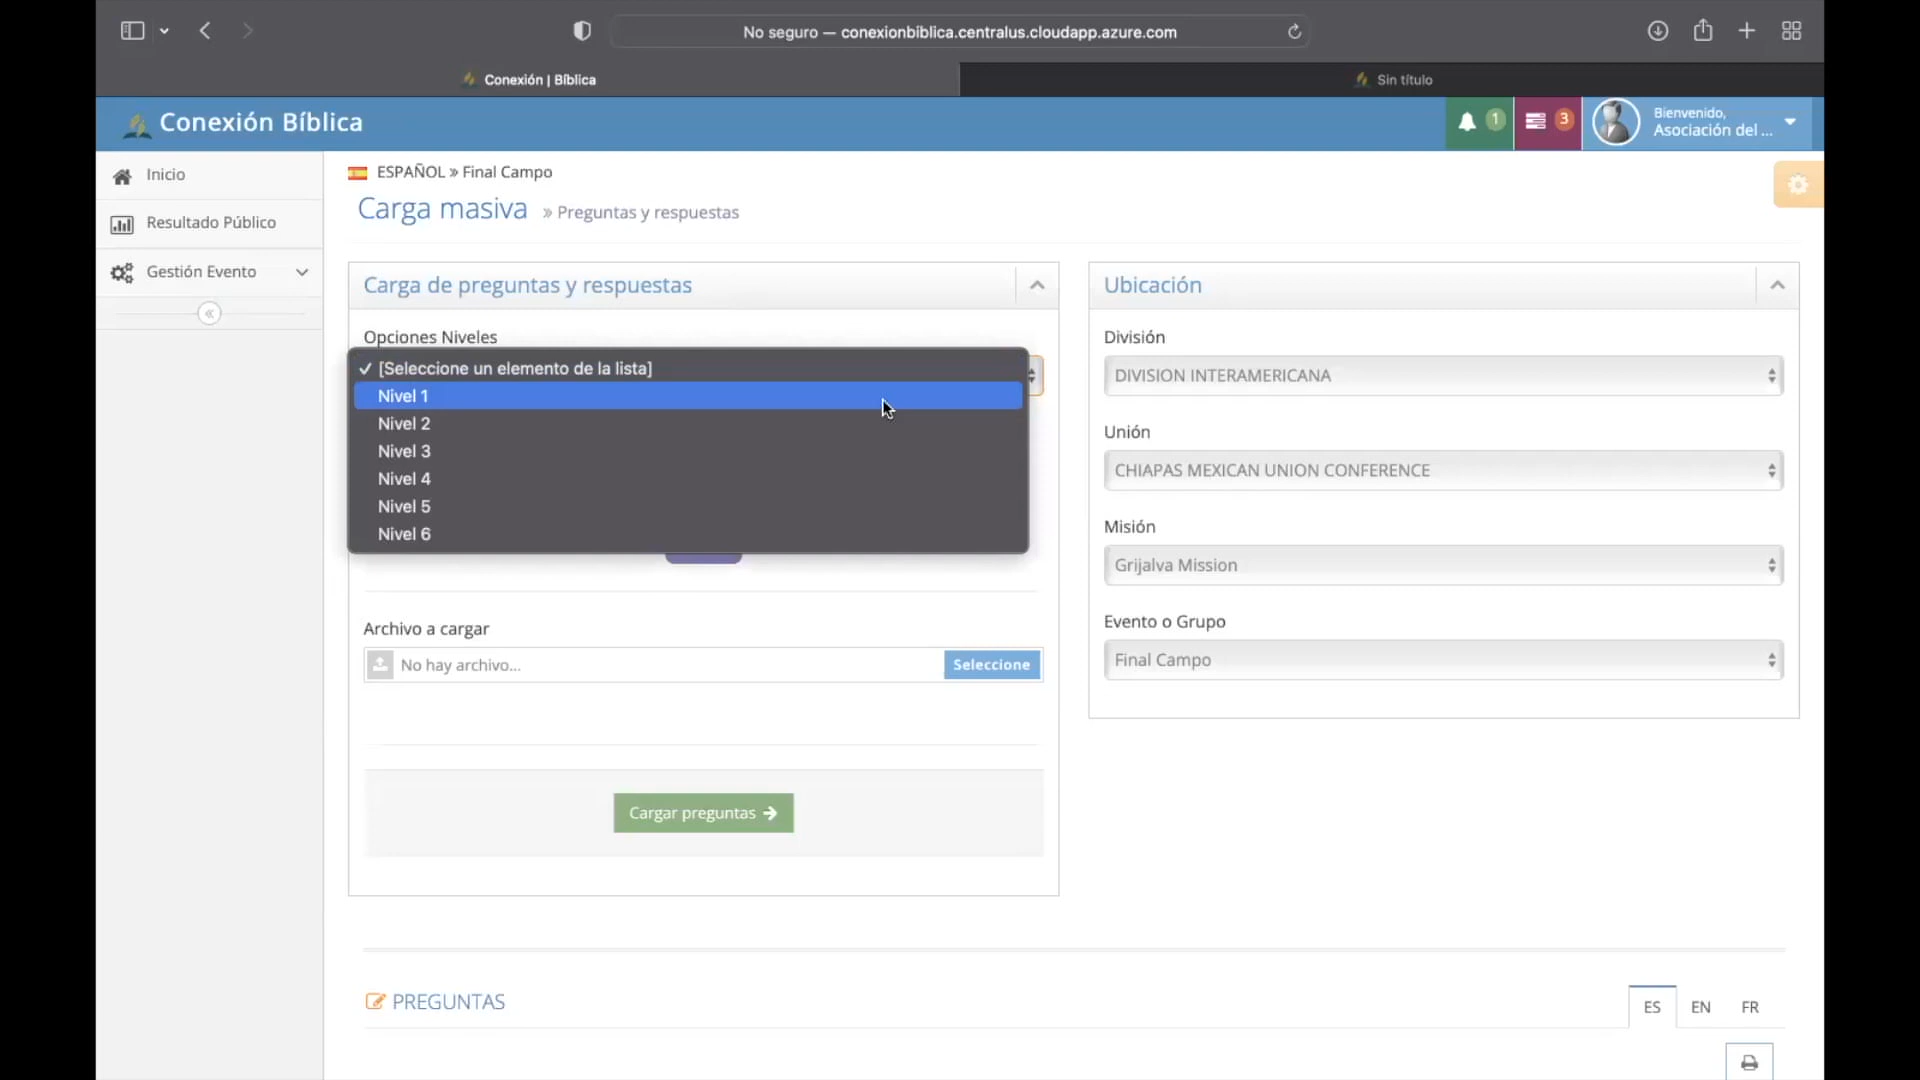 No seguro — conexionbiblica.centralus.cloudapp.azure.com
Conexión | Bíblica
Sin título
Conexión Bíblica
1
3
Bienvenido,
Asociación del ...
Inicio
Resultado Público
Gestión Evento
ESPAÑOL » Final Campo
Carga masiva » Preguntas y respuestas
Carga de preguntas y respuestas
Opciones Niveles
✓ [Seleccione un elemento de la lista]
Nivel 1
Nivel 2
Nivel 3
Nivel 4
Nivel 5
Nivel 6
Archivo a cargar
No hay archivo...
Seleccione
Cargar preguntas
Ubicación
División
DIVISION INTERAMERICANA
Unión
CHIAPAS MEXICAN UNION CONFERENCE
Misión
Grijalva Mission
Evento o Grupo
Final Campo
PREGUNTAS
ES
EN
FR